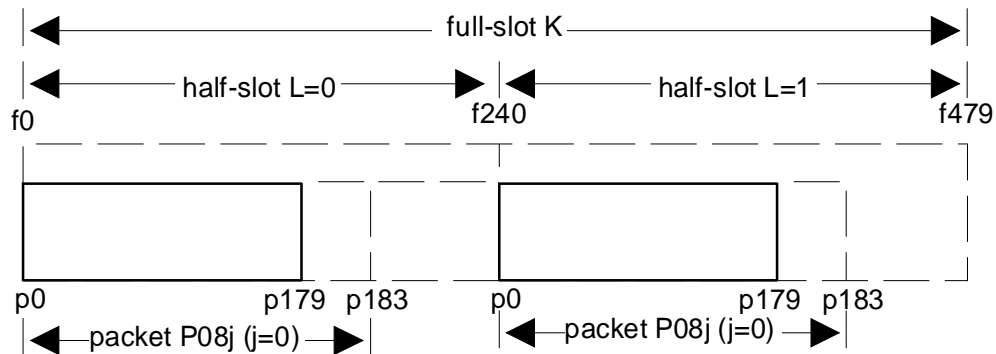 full-slot K
half-slot L=0 half-slot L=1
f0 f240 f479
p0 p179 p183 p0 p179 p183
packet P08j (j=0) packet P08j (j=0)